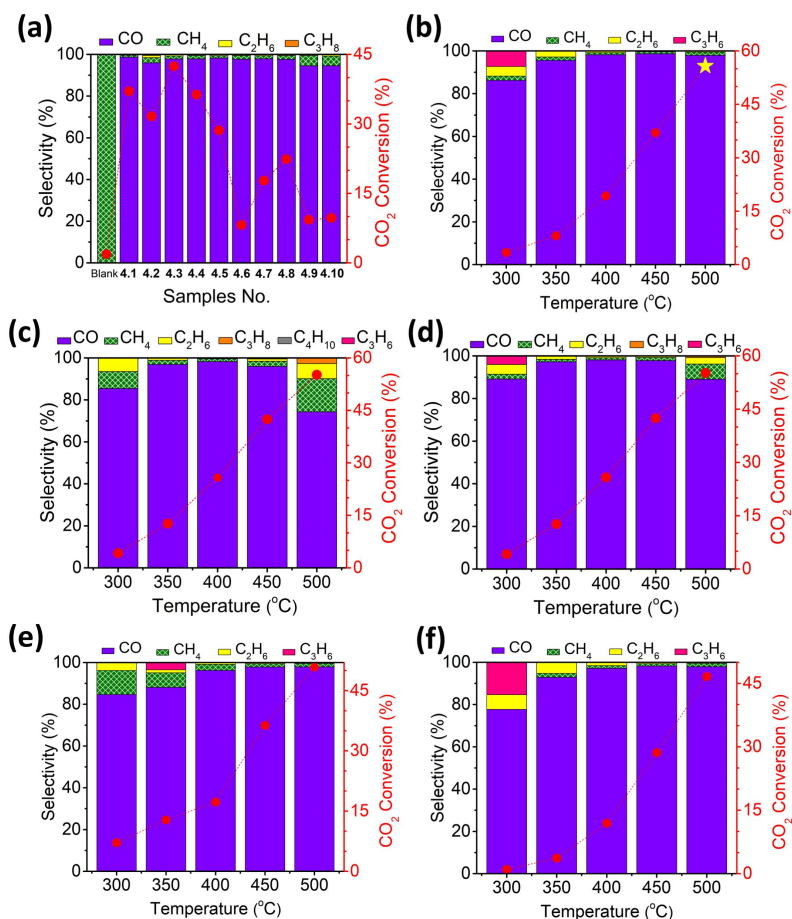 (a)
CO CH4 C2H6 C3H8
Selectivity (%)
100
80
60
40
20
0
45
30
15
0
CO2 Conversion (%)
Blank 4.1 4.2 4.3 4.4 4.5 4.6 4.7 4.8 4.9 4.10
Samples No.
(b)
CO CH4 C2H6 C3H6
Selectivity (%)
100
80
60
40
20
0
60
45
30
15
0
CO2 Conversion (%)
300 350 400 450 500
Temperature (oC)
(c)
CO CH4 C2H6 C3H8 C4H10 C3H6
Selectivity (%)
100
80
60
40
20
0
60
45
30
15
0
CO2 Conversion (%)
300 350 400 450 500
Temperature (oC)
(d)
CO CH4 C2H6 C3H8 C3H6
Selectivity (%)
100
80
60
40
20
0
60
45
30
15
0
CO2 Conversion (%)
300 350 400 450 500
Temperature (oC)
(e)
CO CH4 C2H6 C3H6
Selectivity (%)
100
80
60
40
20
0
45
30
15
0
CO2 Conversion (%)
300 350 400 450 500
Temperature (oC)
(f)
CO CH4 C2H6 C3H6
Selectivity (%)
100
80
60
40
20
0
45
30
15
0
CO2 Conversion (%)
300 350 400 450 500
Temperature (oC)